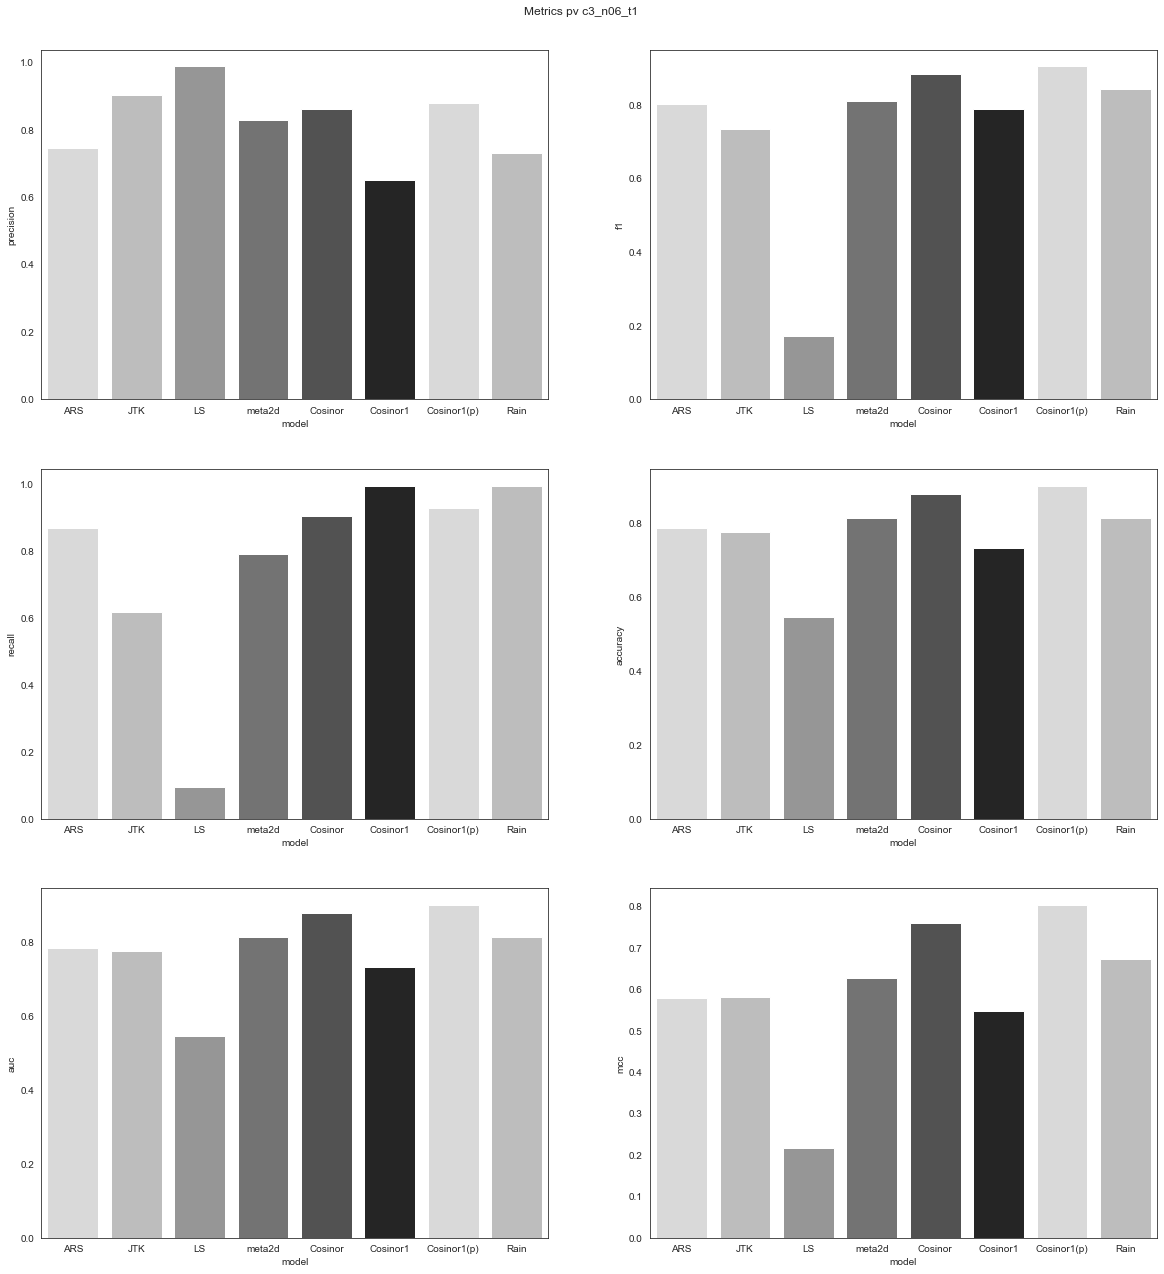 Metrics pv c3_n06_t1
1.0
0.8
0.6
0.4
0.2
0.0
precision
ARS JTK LS meta2d Cosinor Cosinor1 Cosinor1(p) Rain
model
0.8
0.6
0.4
0.2
0.0
f1
ARS JTK LS meta2d Cosinor Cosinor1 Cosinor1(p) Rain
model
1.0
0.8
0.6
0.4
0.2
0.0
recall
ARS JTK LS meta2d Cosinor Cosinor1 Cosinor1(p) Rain
model
0.8
0.6
0.4
0.2
0.0
accuracy
ARS JTK LS meta2d Cosinor Cosinor1 Cosinor1(p) Rain
model
0.8
0.6
0.4
0.2
0.0
auc
ARS JTK LS meta2d Cosinor Cosinor1 Cosinor1(p) Rain
model
0.8
0.7
0.6
0.5
0.4
0.3
0.2
0.1
0.0
mcc
ARS JTK LS meta2d Cosinor Cosinor1 Cosinor1(p) Rain
model